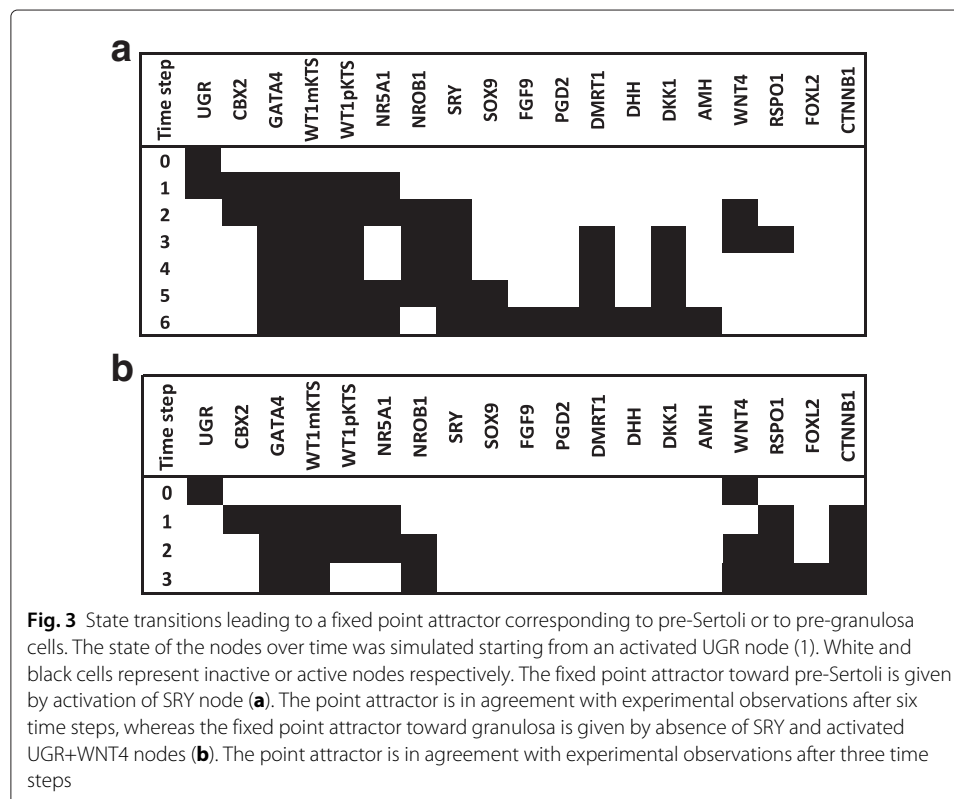 a
Time step UGR CBX2 GATA4 WT1mKTS WT1pKTS NR5A1 NROB1 SRY SOX9 FGF9 PGD2 DMRT1 DHH DKK1 AMH WNT4 RSPO1 FOXL2 CTNNB1
0
1
2
3
4
5
6
b
Time step UGR CBX2 GATA4 WT1mKTS WT1pKTS NR5A1 NROB1 SRY SOX9 FGF9 PGD2 DMRT1 DHH DKK1 AMH WNT4 RSPO1 FOXL2 CTNNB1
0
1
2
3
Fig. 3 State transitions leading to a fixed point attractor corresponding to pre-Sertoli or to pre-granulosa
cells. The state of the nodes over time was simulated starting from an activated UGR node (1). White and
black cells represent inactive or active nodes respectively. The fixed point attractor toward pre-Sertoli is given
by activation of SRY node (a). The point attractor is in agreement with experimental observations after six
time steps, whereas the fixed point attractor toward granulosa is given by absence of SRY and activated
UGR+WNT4 nodes (b). The point attractor is in agreement with experimental observations after three time
steps